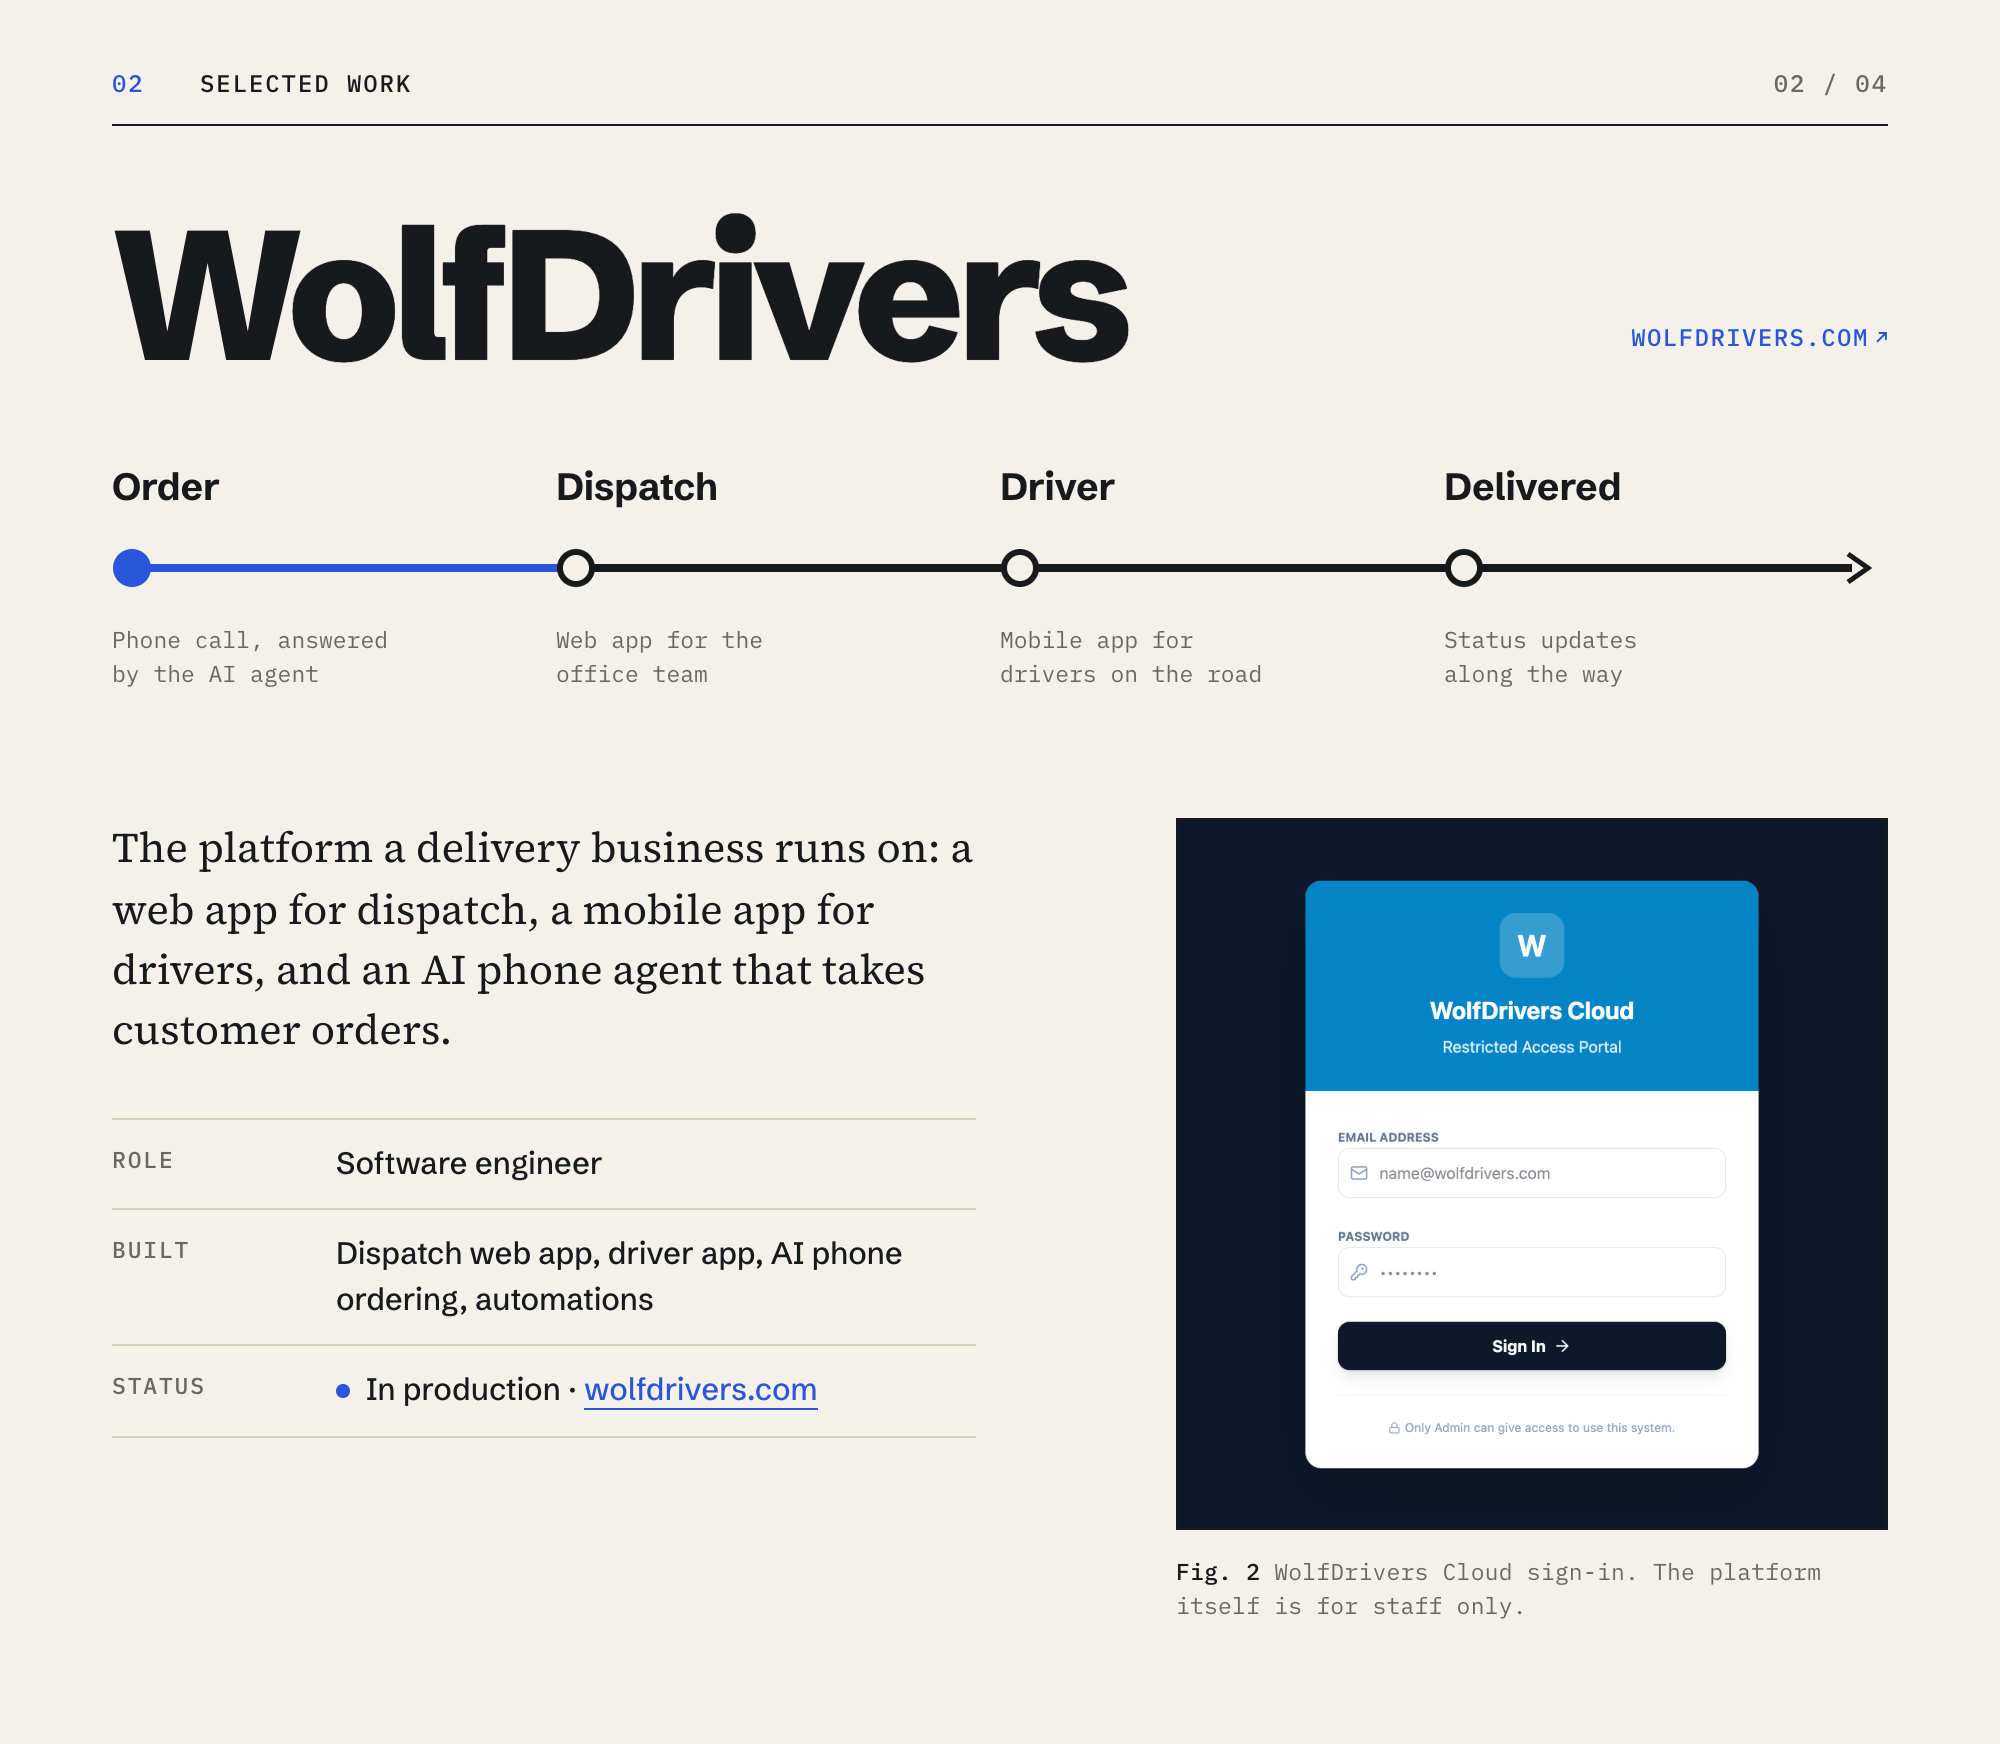 02 SELECTED WORK 02 / 04
WolfDrivers
WOLFDRIVERS.COM↗
Order
Dispatch
Driver
Delivered
Phone call, answered
by the AI agent
Web app for the
office team
Mobile app for
drivers on the road
Status updates
along the way
The platform a delivery business runs on: a
web app for dispatch, a mobile app for
drivers, and an AI phone agent that takes
customer orders.
ROLE Software engineer
BUILT Dispatch web app, driver app, AI phone
ordering, automations
STATUS In production · wolfdrivers.com
W
WolfDrivers Cloud
Restricted Access Portal
EMAIL ADDRESS
name@wolfdrivers.com
PASSWORD
••••••••
Sign In →
Only Admin can give access to use this system.
Fig. 2 WolfDrivers Cloud sign-in. The platform
itself is for staff only.